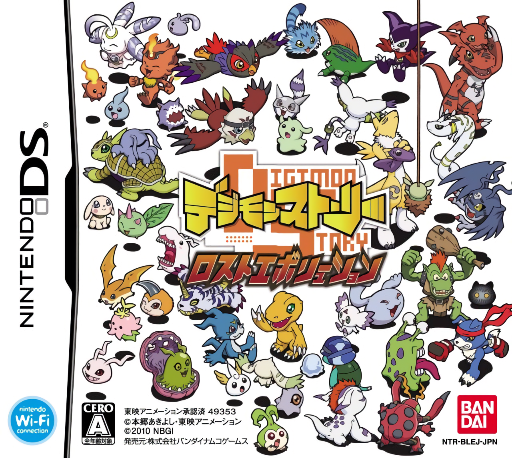 NINTENDO DS®
DIGIMON
デジモンストーリー
STORY
ロストエボリューション
nintendo
Wi-Fi
connection
CERO
A
全年齢対象
東映アニメーション承認済 49353
©本郷あきよし・東映アニメーション
©2010 NBGI
発売元:株式会社バンダイナムコゲームス
BAN
DAI
NTR-BLEJ-JPN